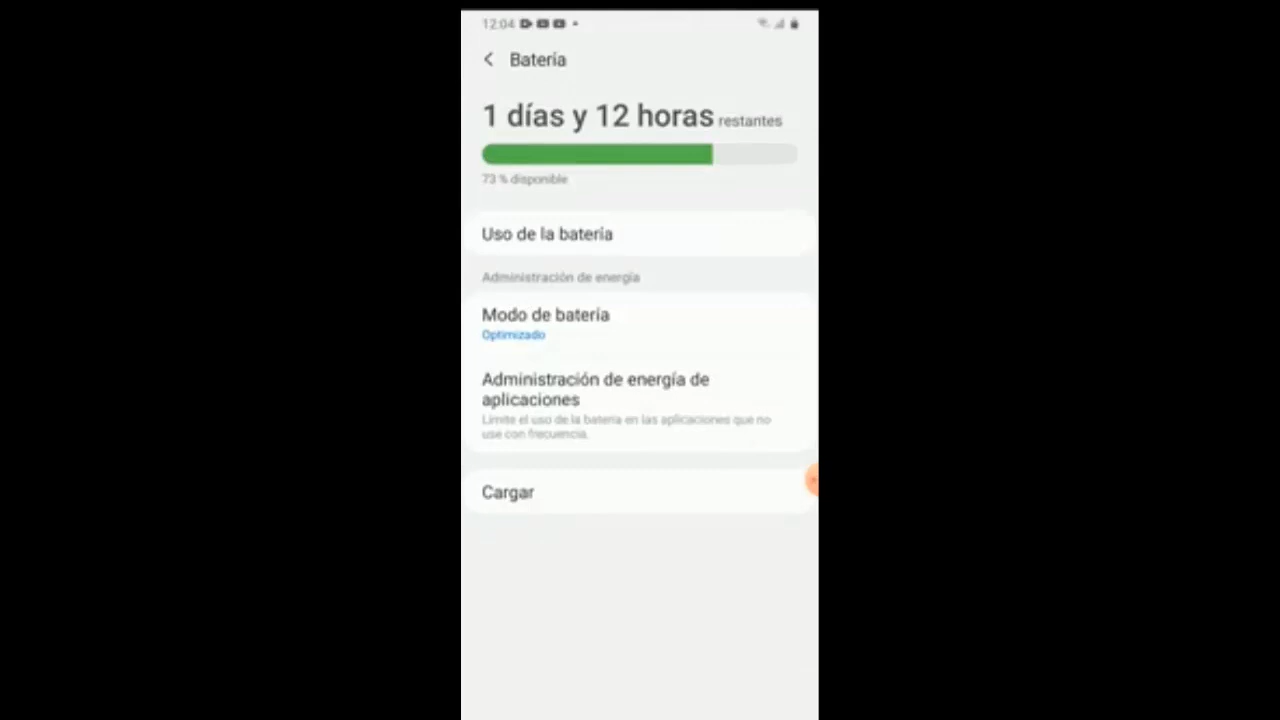 12:04
Batería
1 días y 12 horas restantes
73 % disponible
Uso de la batería
Administración de energía
Modo de batería
Optimizado
Administración de energía de
aplicaciones
Limite el uso de la batería en las aplicaciones que no
use con frecuencia.
Cargar